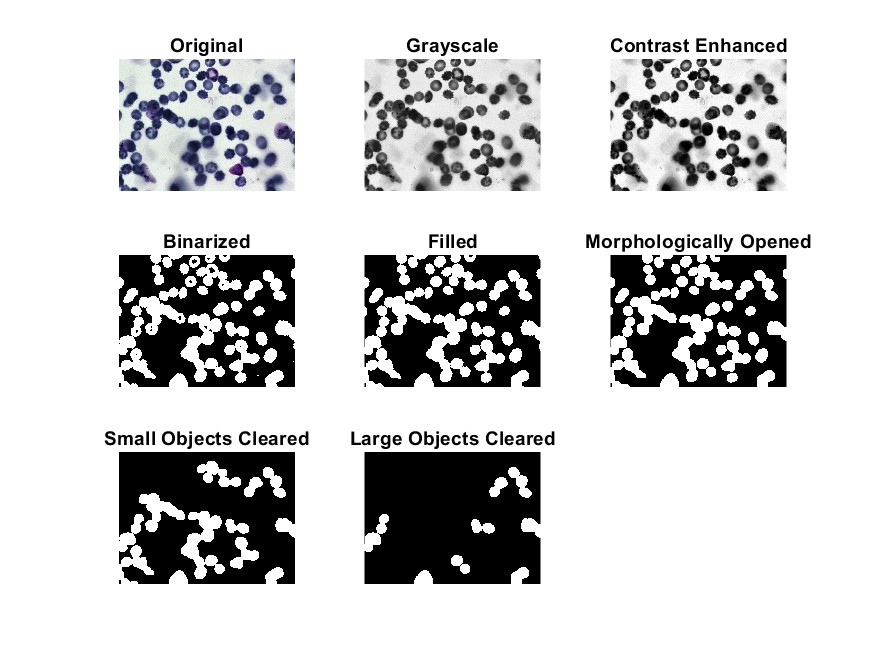 Original
Grayscale
Contrast Enhanced
Binarized
Filled
Morphologically Opened
Small Objects Cleared
Large Objects Cleared